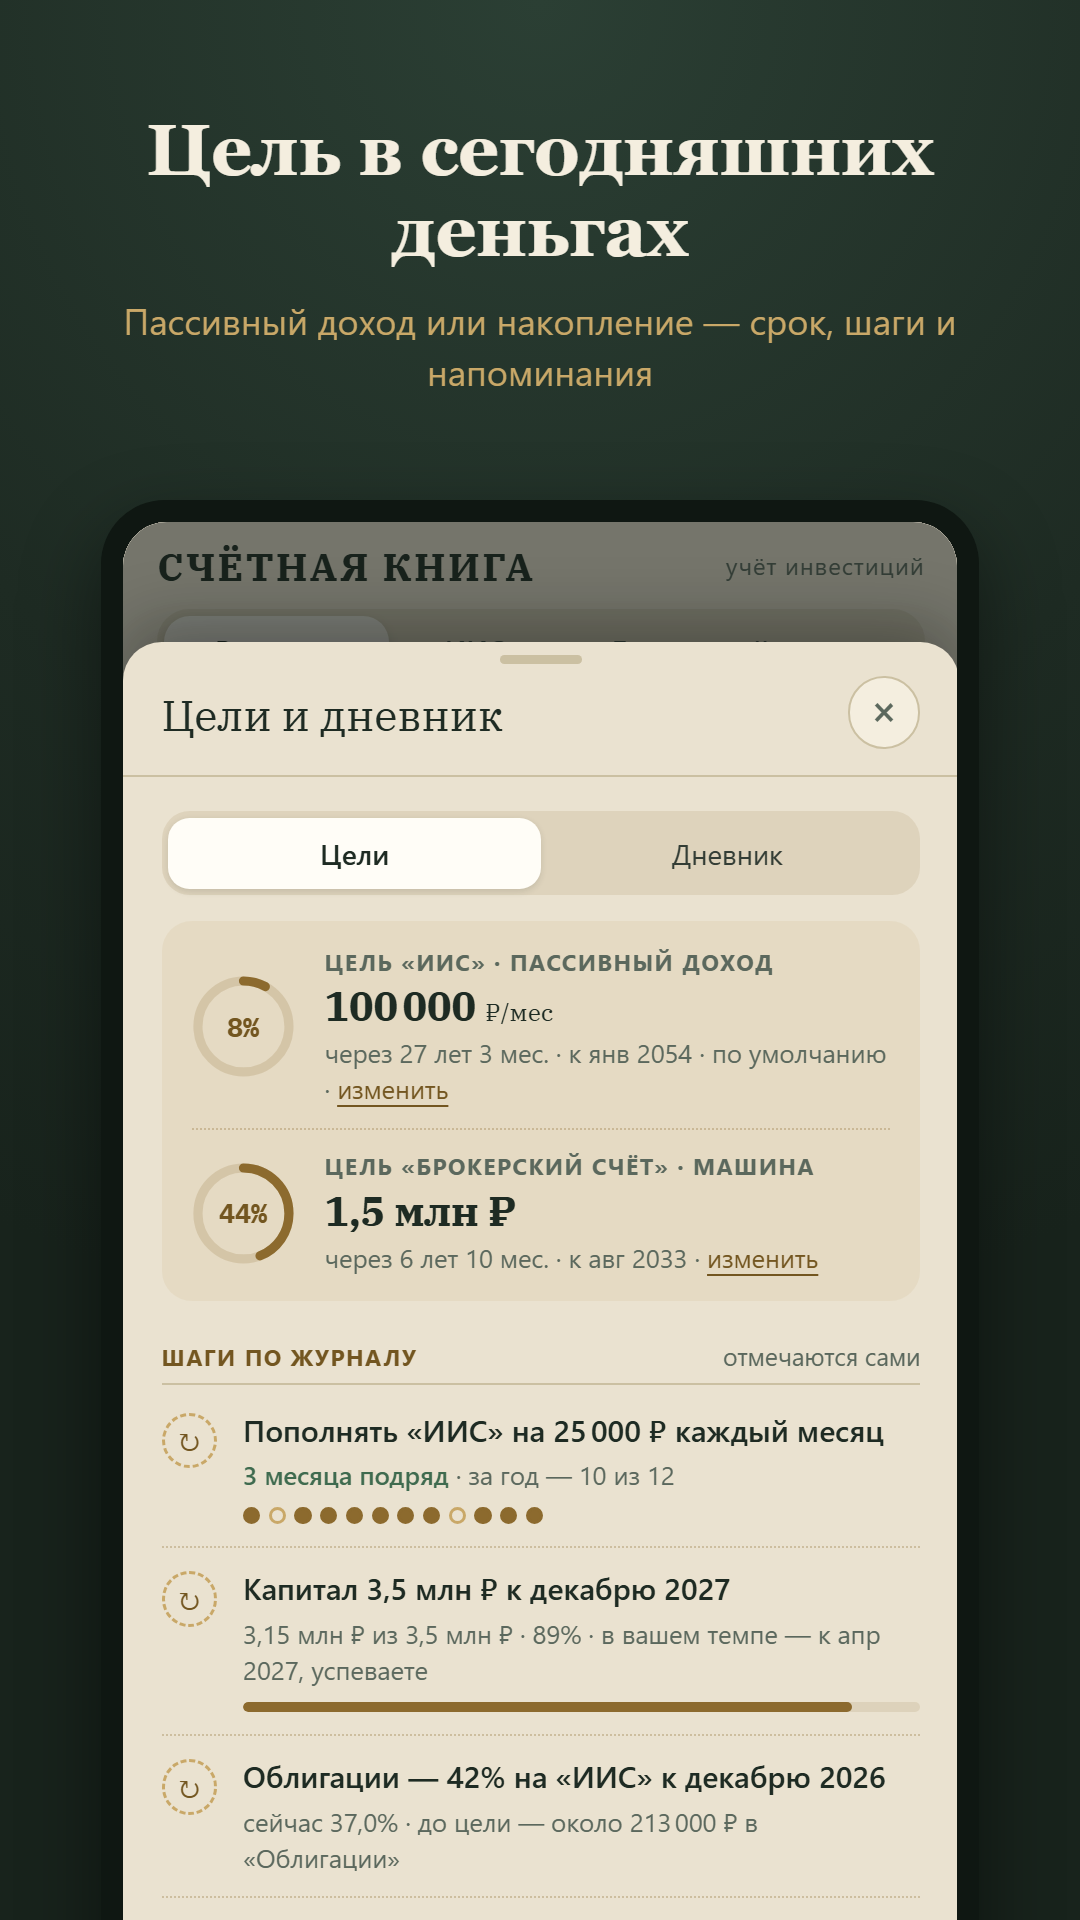 Цель в сегодняшних
деньгах
Пассивный доход или накопление — срок, шаги и
напоминания
СЧЁТНАЯ КНИГА
учёт инвестиций
Цели и дневник
×
Цели
Дневник
8%
ЦЕЛЬ «ИИС» · ПАССИВНЫЙ ДОХОД
100 000 ₽/мес
через 27 лет 3 мес. · к янв 2054 · по умолчанию
· изменить
44%
ЦЕЛЬ «БРОКЕРСКИЙ СЧЁТ» · МАШИНА
1,5 млн ₽
через 6 лет 10 мес. · к авг 2033 · изменить
ШАГИ ПО ЖУРНАЛУ
отмечаются сами
Пополнять «ИИС» на 25 000 ₽ каждый месяц
3 месяца подряд · за год — 10 из 12
Капитал 3,5 млн ₽ к декабрю 2027
3,15 млн ₽ из 3,5 млн ₽ · 89% · в вашем темпе — к апр
2027, успеваете
Облигации — 42% на «ИИС» к декабрю 2026
сейчас 37,0% · до цели — около 213 000 ₽ в
«Облигации»